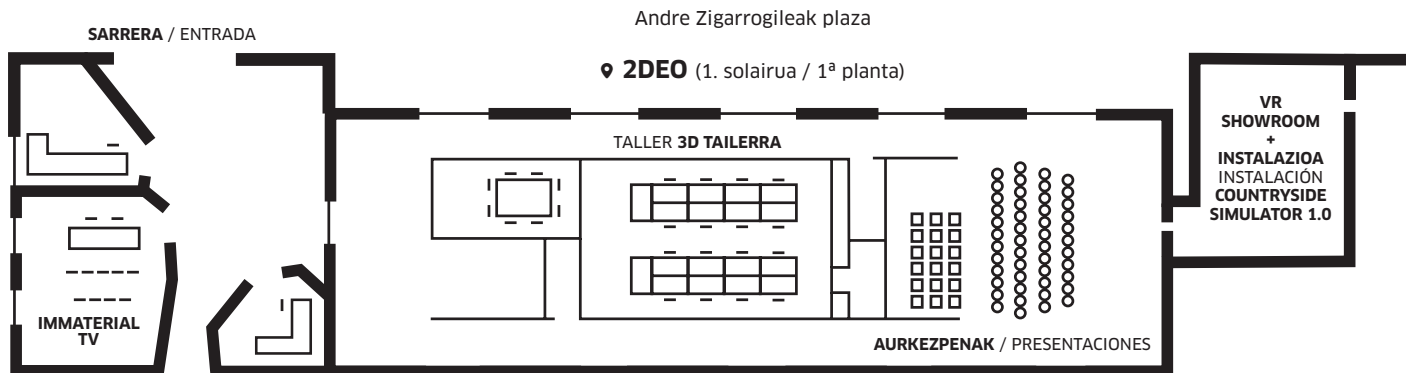 Andre Zigarrogileak plaza
SARRERA / ENTRADA
2DEO (1. solairua / 1ª planta)
TALLER 3D TAILERRA
VR
SHOWROOM
+
INSTALAZIOA
INSTALACIÓN
COUNTRYSIDE
SIMULATOR 1.0
IMMATERIAL
TV
AURKEZPENAK / PRESENTACIONES